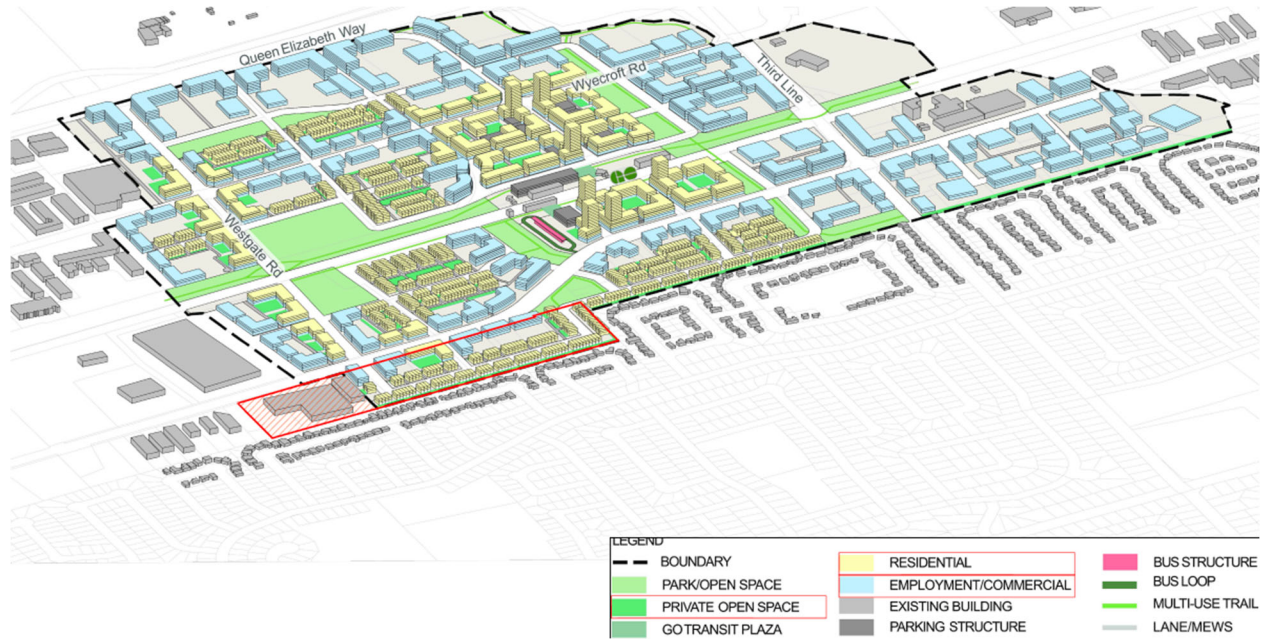 Queen Elizabeth Way
Wyecroft Rd
Third Line
Westgate Rd
GO
LEGEND
BOUNDARY
PARK/OPEN SPACE
PRIVATE OPEN SPACE
GO TRANSIT PLAZA
RESIDENTIAL
EMPLOYMENT/COMMERCIAL
EXISTING BUILDING
PARKING STRUCTURE
BUS STRUCTURE
BUS LOOP
MULTI-USE TRAIL
LANE/MEWS